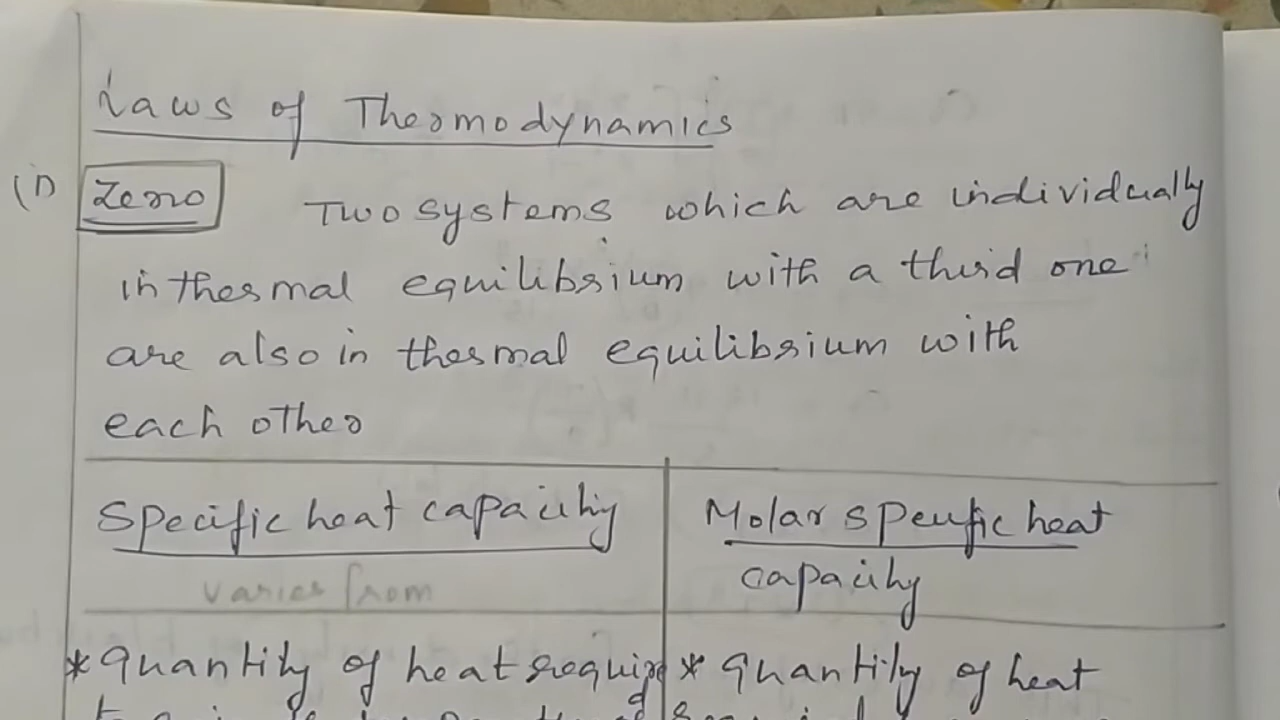 Laws of Thermodynamics
(1) Zero Two systems which are individually
in thermal equilibrium with a third one
are also in thermal equilibrium with
each other
Specific heat capacity
varies from
Molar specific heat
capacity
* Quantity of heat requir
* Quantity of heat